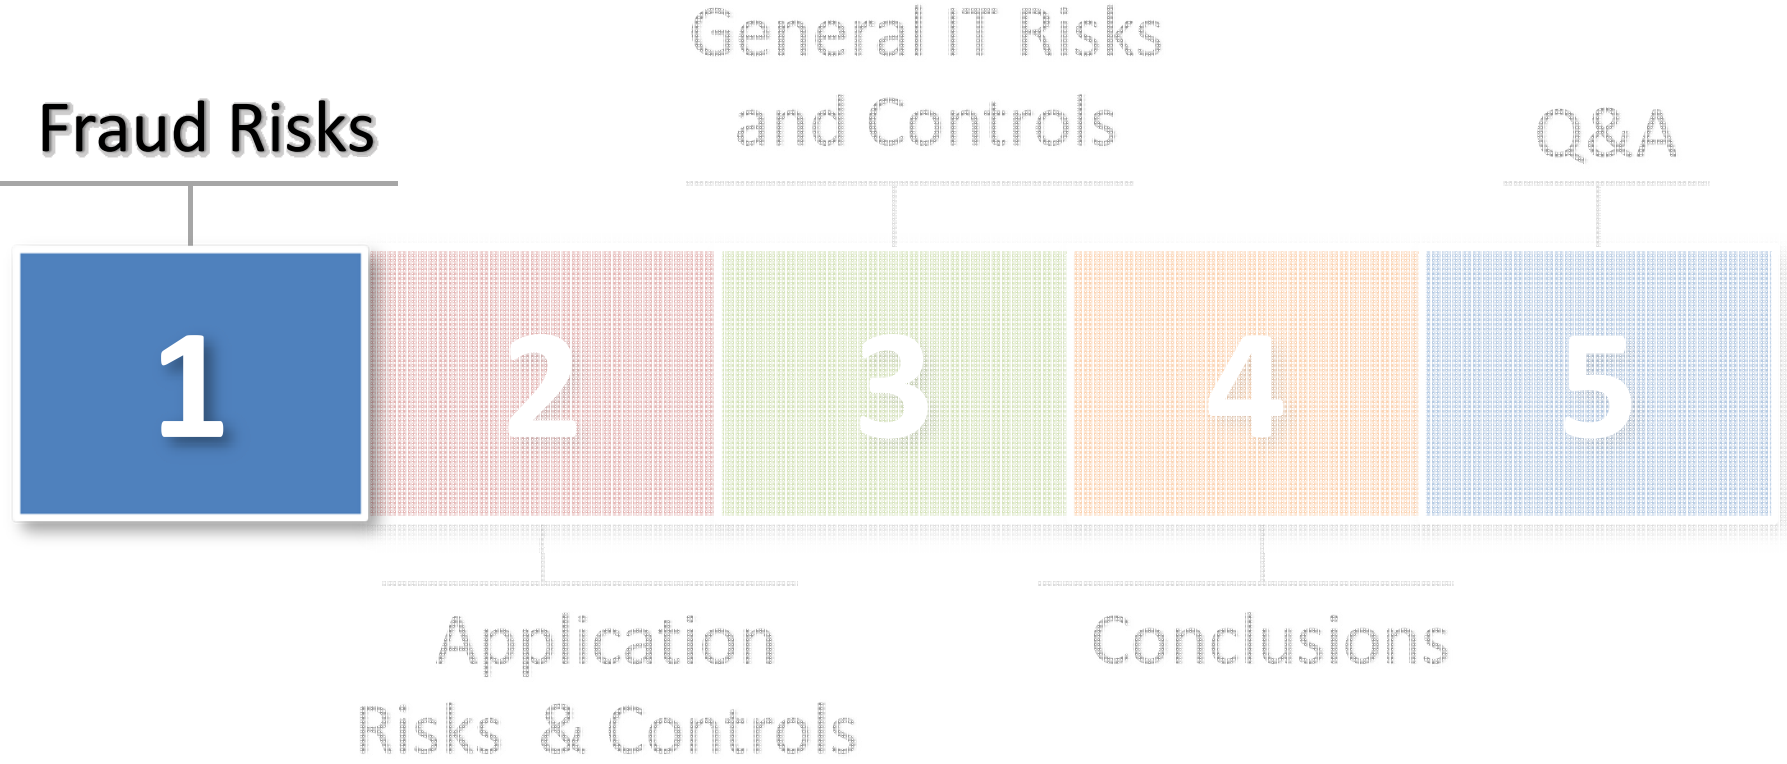 General IT Risks
and Controls
Fraud Risks
Q&A
1
2
3
4
5
Application
Risks & Controls
Conclusions